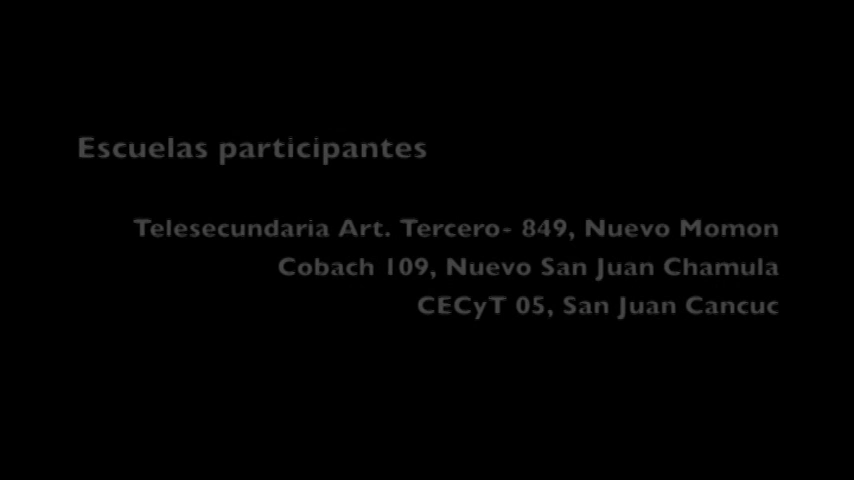 Escuelas participantes
Telesecundaria Art. Tercero- 849, Nuevo Momon
Cobach 109, Nuevo San Juan Chamula
CECyT 05, San Juan Cancuc